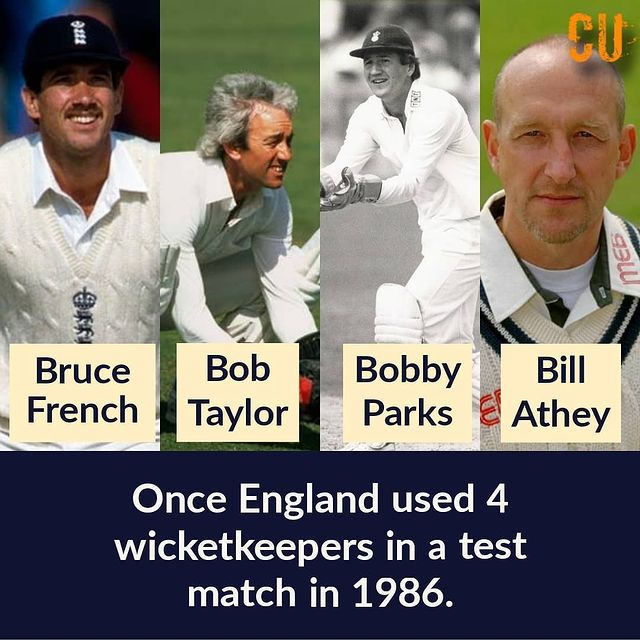 CU
Bruce
French
Bob
Taylor
Bobby
Parks
Bill
Athey
Once England used 4
wicketkeepers in a test
match in 1986.